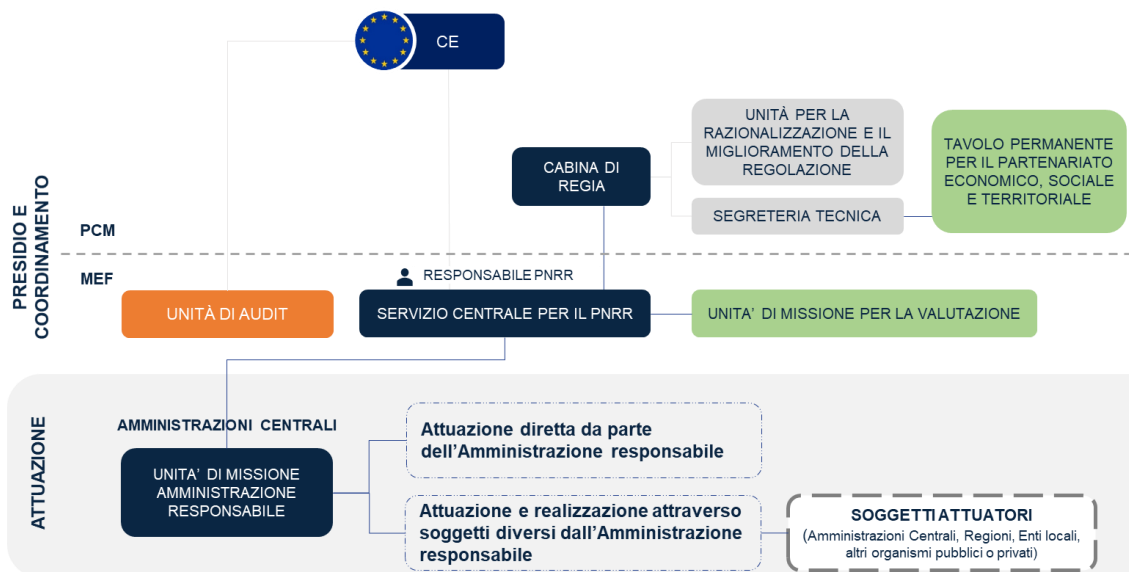 CE
UNITÀ PER LA
RAZIONALIZZAZIONE E IL
MIGLIORAMENTO DELLA
REGOLAZIONE
TAVOLO PERMANENTE
PER IL PARTENARIATO
ECONOMICO, SOCIALE
E TERRITORIALE
CABINA DI
REGIA
SEGRETERIA TECNICA
PRESIDIO E
COORDINAMENTO
PCM
MEF
RESPONSABILE PNRR
UNITÀ DI AUDIT
SERVIZIO CENTRALE PER IL PNRR
UNITA' DI MISSIONE PER LA VALUTAZIONE
ATTUAZIONE
AMMINISTRAZIONI CENTRALI
UNITA' DI MISSIONE
AMMINISTRAZIONE
RESPONSABILE
Attuazione diretta da parte
dell'Amministrazione responsabile
Attuazione e realizzazione attraverso
soggetti diversi dall'Amministrazione
responsabile
SOGGETTI ATTUATORI
(Amministrazioni Centrali, Regioni, Enti locali,
altri organismi pubblici o privati)